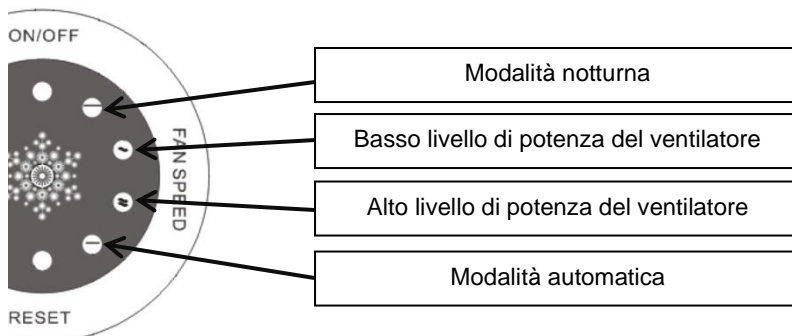 ON/OFF
Modalità notturna
Basso livello di potenza del ventilatore
FAN SPEED
Alto livello di potenza del ventilatore
Modalità automatica
RESET